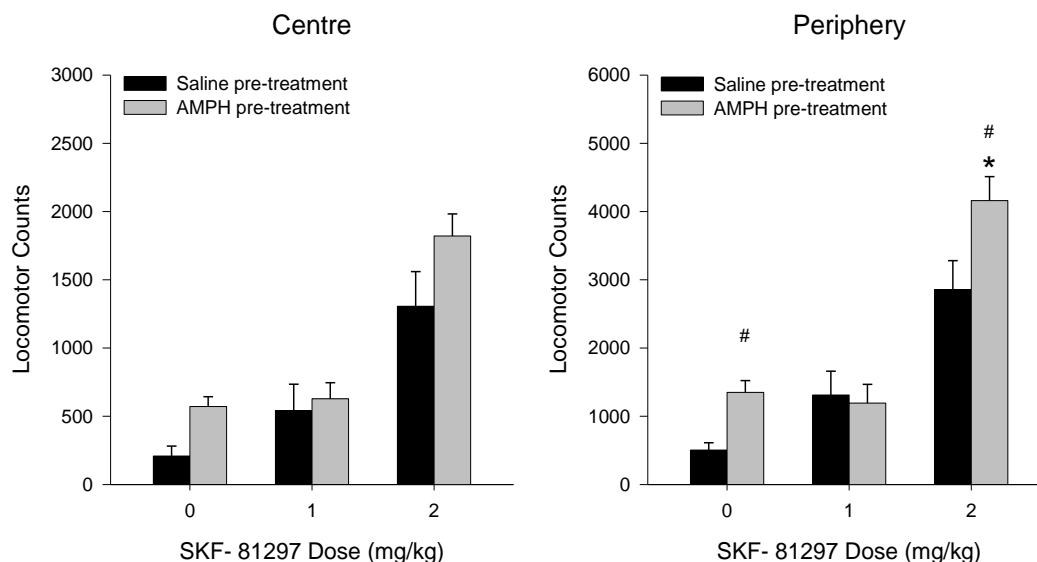 Centre
3000
2500
2000
1500
1000
500
0
Locomotor Counts
Saline pre-treatment
AMPH pre-treatment
0 1 2
SKF- 81297 Dose (mg/kg)
Periphery
6000
5000
4000
3000
2000
1000
0
Locomotor Counts
Saline pre-treatment
AMPH pre-treatment
#
*
#
0 1 2
SKF- 81297 Dose (mg/kg)